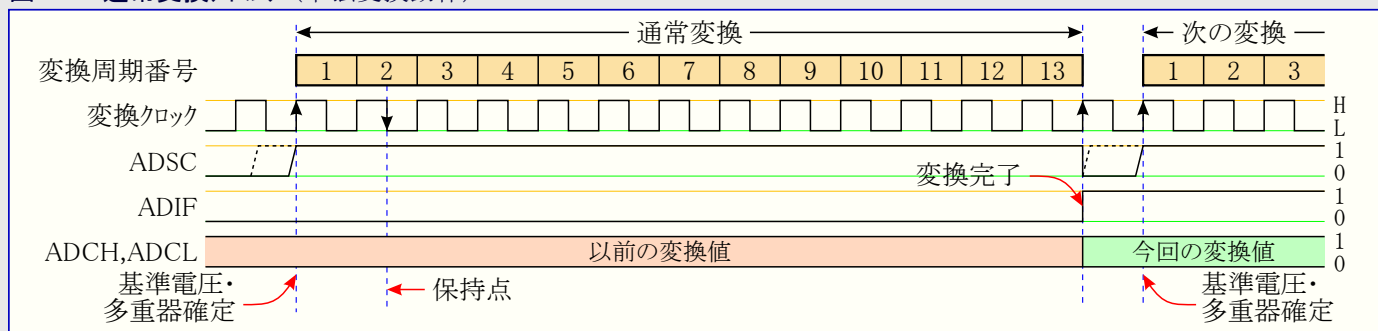 通常変換
次の変換
変換周期番号
1 2 3 4 5 6 7 8 9 10 11 12 13
1 2 3
変換クロック
H
L
ADSC
1
0
変換完了
ADIF
1
0
ADCH,ADCL
以前の変換値
今回の変換値
1
0
基準電圧・
多重器確定
保持点
基準電圧・
多重器確定